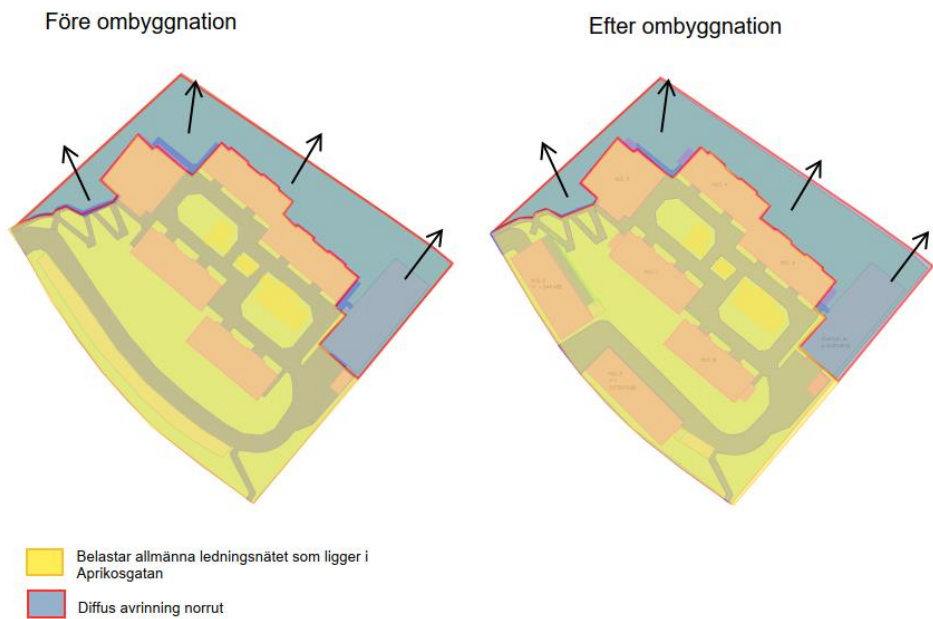 Före ombyggnation
Efter ombyggnation
Belastar allmänna ledningsnätet som ligger i
Aprikosgatan
Diffus avrinning norrut